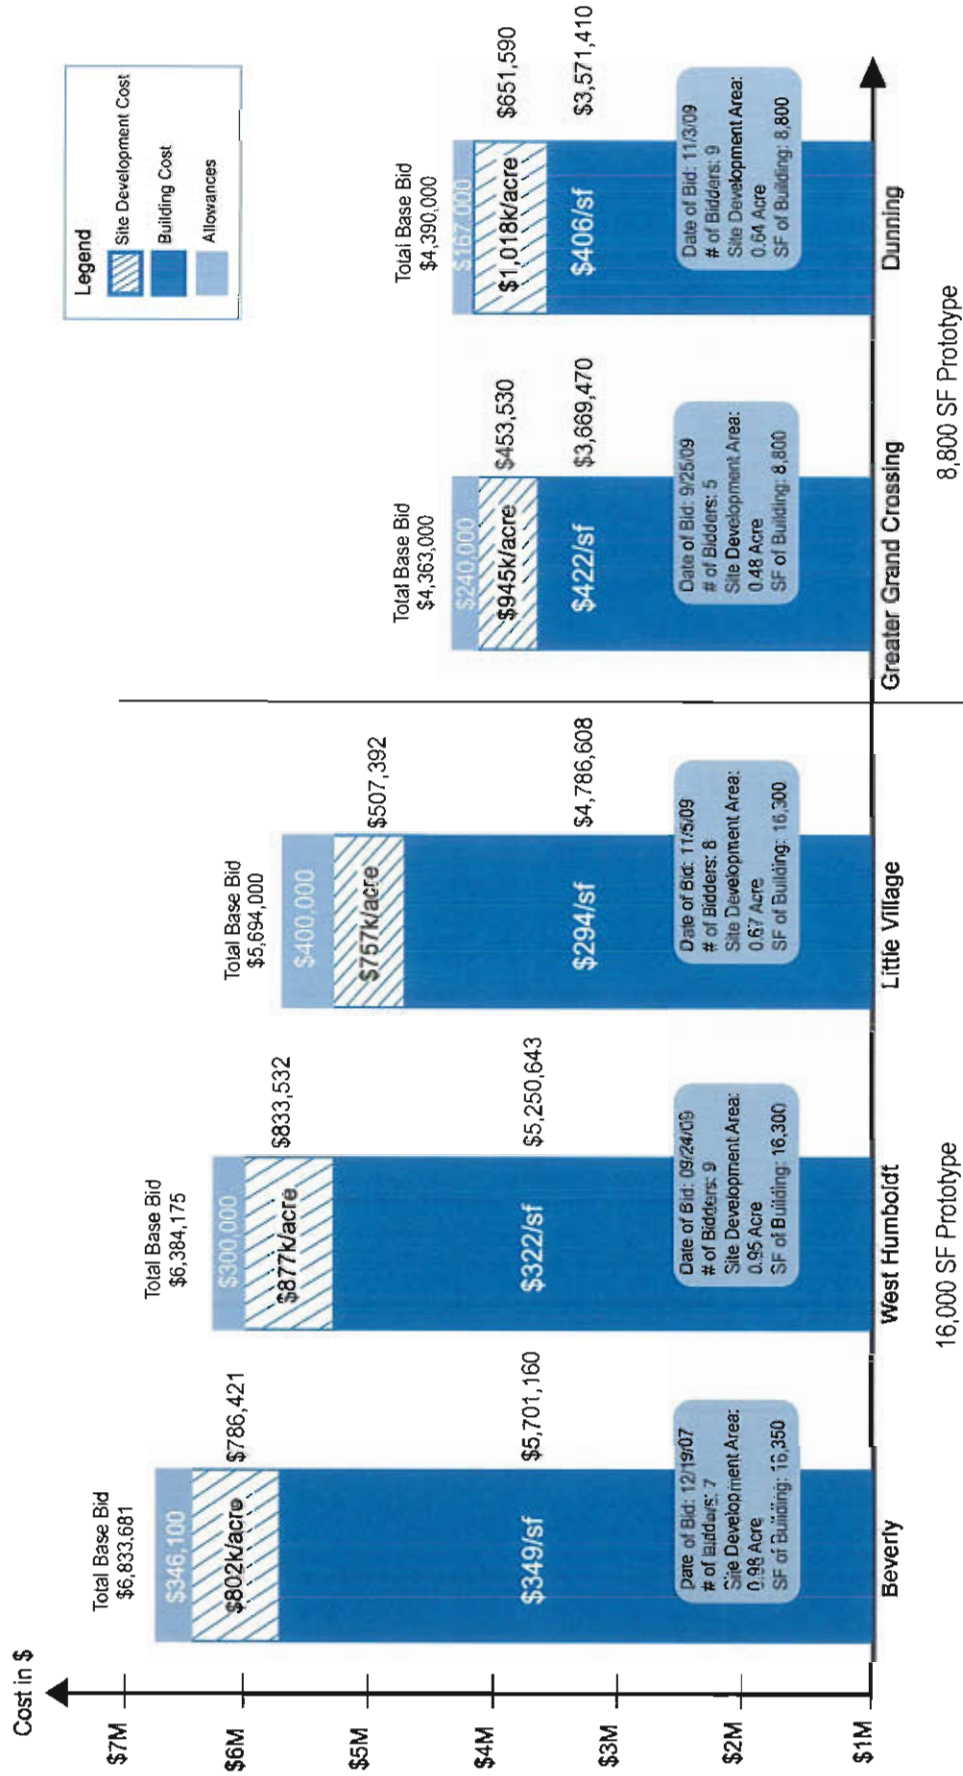 Cost in $
$7M
$6M
$5M
$4M
$3M
$2M
$1M
Legend
Site Development Cost
Building Cost
Allowances
Total Base Bid
$6,833,681
$346,100
$802k/acre
$786,421
$349/sf
$5,701,160
Date of Bid: 12/19/07
# of Bidders: 7
Site Development Area:
0.98 Acre
SF of Building: 16,350
Beverly
Total Base Bid
$6,384,175
$300,000
$877k/acre
$833,532
$322/sf
$5,250,643
Date of Bid: 09/24/09
# of Bidders: 9
Site Development Area:
0.95 Acre
SF of Building: 16,300
West Humboldt
Total Base Bid
$5,694,000
$400,000
$757k/acre
$507,392
$294/sf
$4,786,608
Date of Bid: 11/5/09
# of Bidders: 8
Site Development Area:
0.67 Acre
SF of Building: 16,300
Little Village
16,000 SF Prototype
Total Base Bid
$4,363,000
$240,000
$945k/acre
$453,530
$422/sf
$3,669,470
Date of Bid: 9/25/09
# of Bidders: 5
Site Development Area:
0.48 Acre
SF of Building: 8,800
Greater Grand Crossing
Total Base Bid
$4,390,000
$167,000
$1,018k/acre
$651,590
$406/sf
$3,571,410
Date of Bid: 11/3/09
# of Bidders: 9
Site Development Area:
0.64 Acre
SF of Building: 8,800
Dunning
8,800 SF Prototype